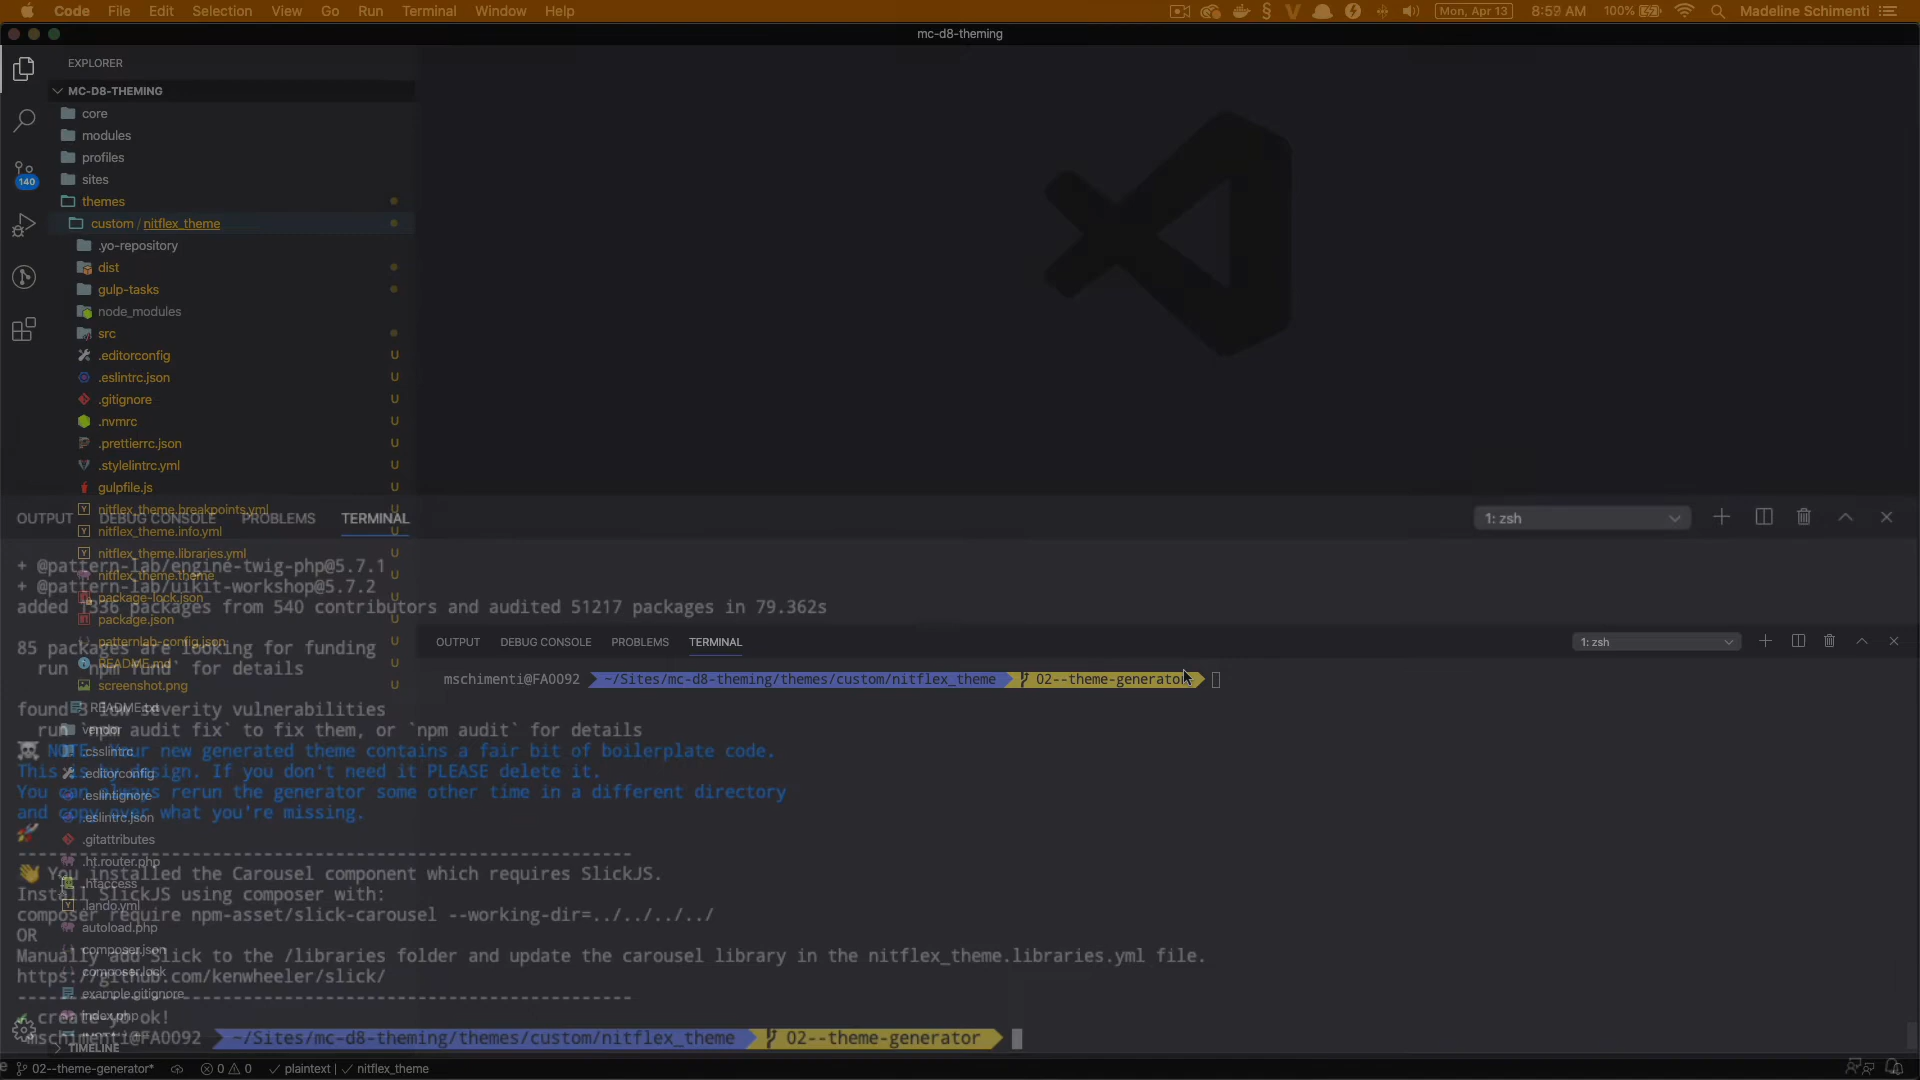 Code File Edit Selection View Go Run Terminal Window Help Mon, Apr 13 8:59 AM 100% Madeline Schimenti
mc-d8-theming
EXPLORER
MC-D8-THEMING
core
modules
profiles
140
sites
themes
custom / nitflex_theme
.yo-repository
dist
gulp-tasks
node_modules
src
.editorconfig U
.eslintrc.json U
.gitignore U
.nvmrc U
.prettierrc.json U
.stylelintrc.yml U
gulpfile.js U
nitflex_theme.breakpoints.yml U
nitflex_theme.info.yml U
nitflex_theme.libraries.yml U
nitflex_theme.theme U
package-lock.json U
package.json U
patternlab-config.json U
README.md U
screenshot.png U
README.txt
vendor
.csslintrc
.editorconfig
.eslintignore
.eslintrc.json
.gitattributes
.ht.router.php
.htaccess
.lando.yml
autoload.php
composer.json
composer.lock
example.gitignore
index.php
TIMELINE
OUTPUT DEBUG CONSOLE PROBLEMS TERMINAL 1: zsh
+ @pattern-lab/engine-twig-php@5.7.1
+ @pattern-lab/uikit-workshop@5.7.2
added 1336 packages from 540 contributors and audited 51217 packages in 79.362s
85 packages are looking for funding
run `npm fund` for details
found 3 low severity vulnerabilities
run `npm audit fix` to fix them, or `npm audit` for details
NOTE: Your new generated theme contains a fair bit of boilerplate code.
This is by design. If you don't need it PLEASE delete it.
You can always rerun the generator some other time in a different directory
and copy over what you're missing.
----------------------------------------------------------------
You installed the Carousel component which requires SlickJS.
Install SlickJS using composer with:
composer require npm-asset/slick-carousel --working-dir=../../../../
OR
Manually add Slick to the /libraries folder and update the carousel library in the nitflex_theme.libraries.yml file.
https://github.com/kenwheeler/slick/
----------------------------------------------------------------
create-yo ok!
mschimenti@FA0092 ~/Sites/mc-d8-theming/themes/custom/nitflex_theme 02--theme-generator
OUTPUT DEBUG CONSOLE PROBLEMS TERMINAL 1: zsh
mschimenti@FA0092 ~/Sites/mc-d8-theming/themes/custom/nitflex_theme 02--theme-generator
02--theme-generator* 0 0 plaintext | nitflex_theme